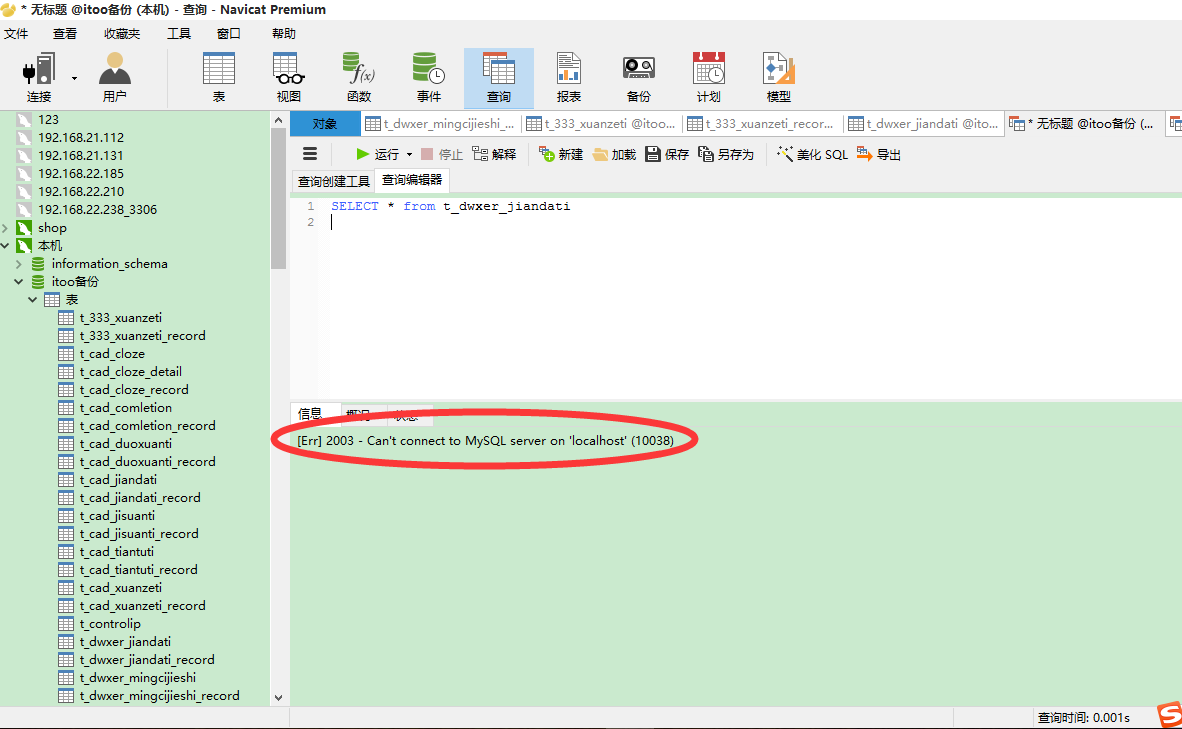 * 无标题 @itoo备份 (本机) - 查询 - Navicat Premium
文件 查看 收藏夹 工具 窗口 帮助
连接 用户 表 视图 函数 事件 查询 报表 备份 计划 模型
对象 t_dwxer_mingcijieshi_... t_333_xuanzeti @itoo... t_333_xuanzeti_recor... t_dwxer_jiandati @ito... * 无标题 @itoo备份 (...
运行 停止 解释 新建 加载 保存 另存为 美化 SQL 导出
查询创建工具 查询编辑器
1 SELECT * from t_dwxer_jiandati
2
信息 概况 状态
[Err] 2003 - Can't connect to MySQL server on 'localhost' (10038)
123
192.168.21.112
192.168.21.131
192.168.22.185
192.168.22.210
192.168.22.238_3306
shop
本机
information_schema
itoo备份
表
t_333_xuanzeti
t_333_xuanzeti_record
t_cad_cloze
t_cad_cloze_detail
t_cad_cloze_record
t_cad_comletion
t_cad_comletion_record
t_cad_duoxuanti
t_cad_duoxuanti_record
t_cad_jiandati
t_cad_jiandati_record
t_cad_jisuanti
t_cad_jisuanti_record
t_cad_tiantuti
t_cad_tiantuti_record
t_cad_xuanzeti
t_cad_xuanzeti_record
t_controlip
t_dwxer_jiandati
t_dwxer_jiandati_record
t_dwxer_mingcijieshi
t_dwxer_mingcijieshi_record
查询时间: 0.001s